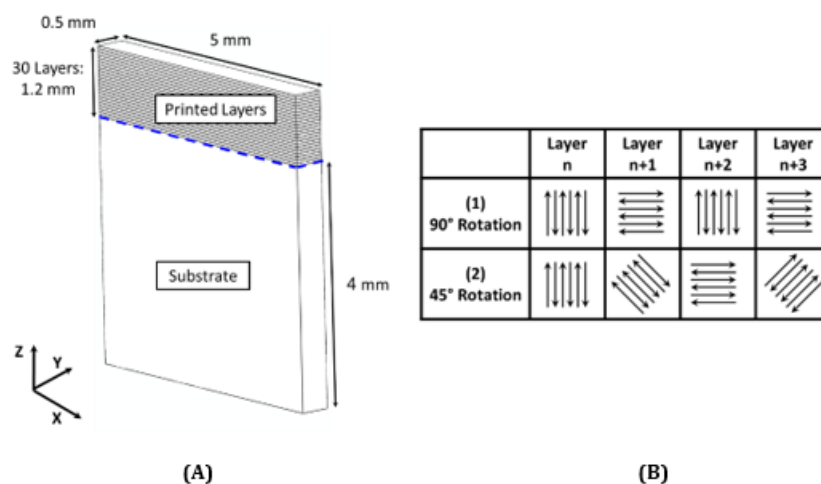 0.5 mm
5 mm
30 Layers:
1.2 mm
Printed Layers
Substrate
4 mm
Z
Y
X
(A)
Layer n
Layer n+1
Layer n+2
Layer n+3
(1)
90° Rotation
(2)
45° Rotation
(B)